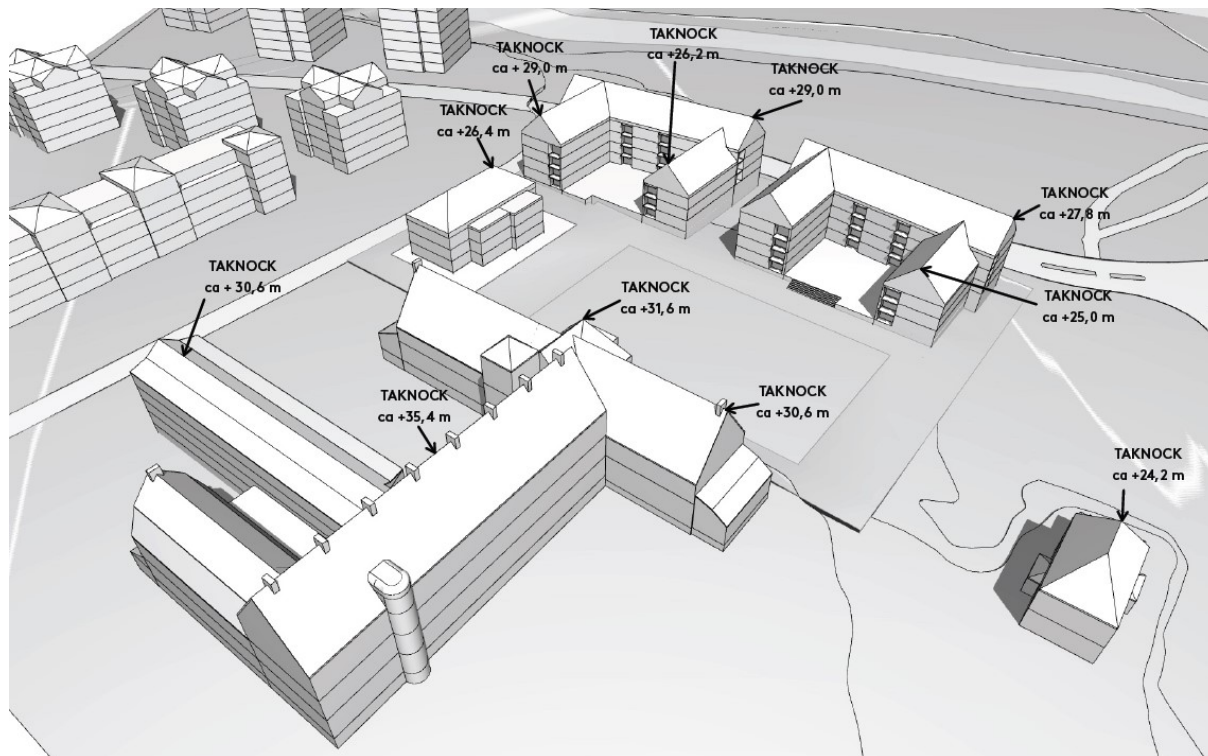 TAKNOCK
ca +26,2 m
TAKNOCK
ca + 29,0 m
TAKNOCK
ca +29,0 m
TAKNOCK
ca +26,4 m
TAKNOCK
ca +27,8 m
TAKNOCK
ca + 30,6 m
TAKNOCK
ca +31,6 m
TAKNOCK
ca +25,0 m
TAKNOCK
ca +35,4 m
TAKNOCK
ca +30,6 m
TAKNOCK
ca +24,2 m